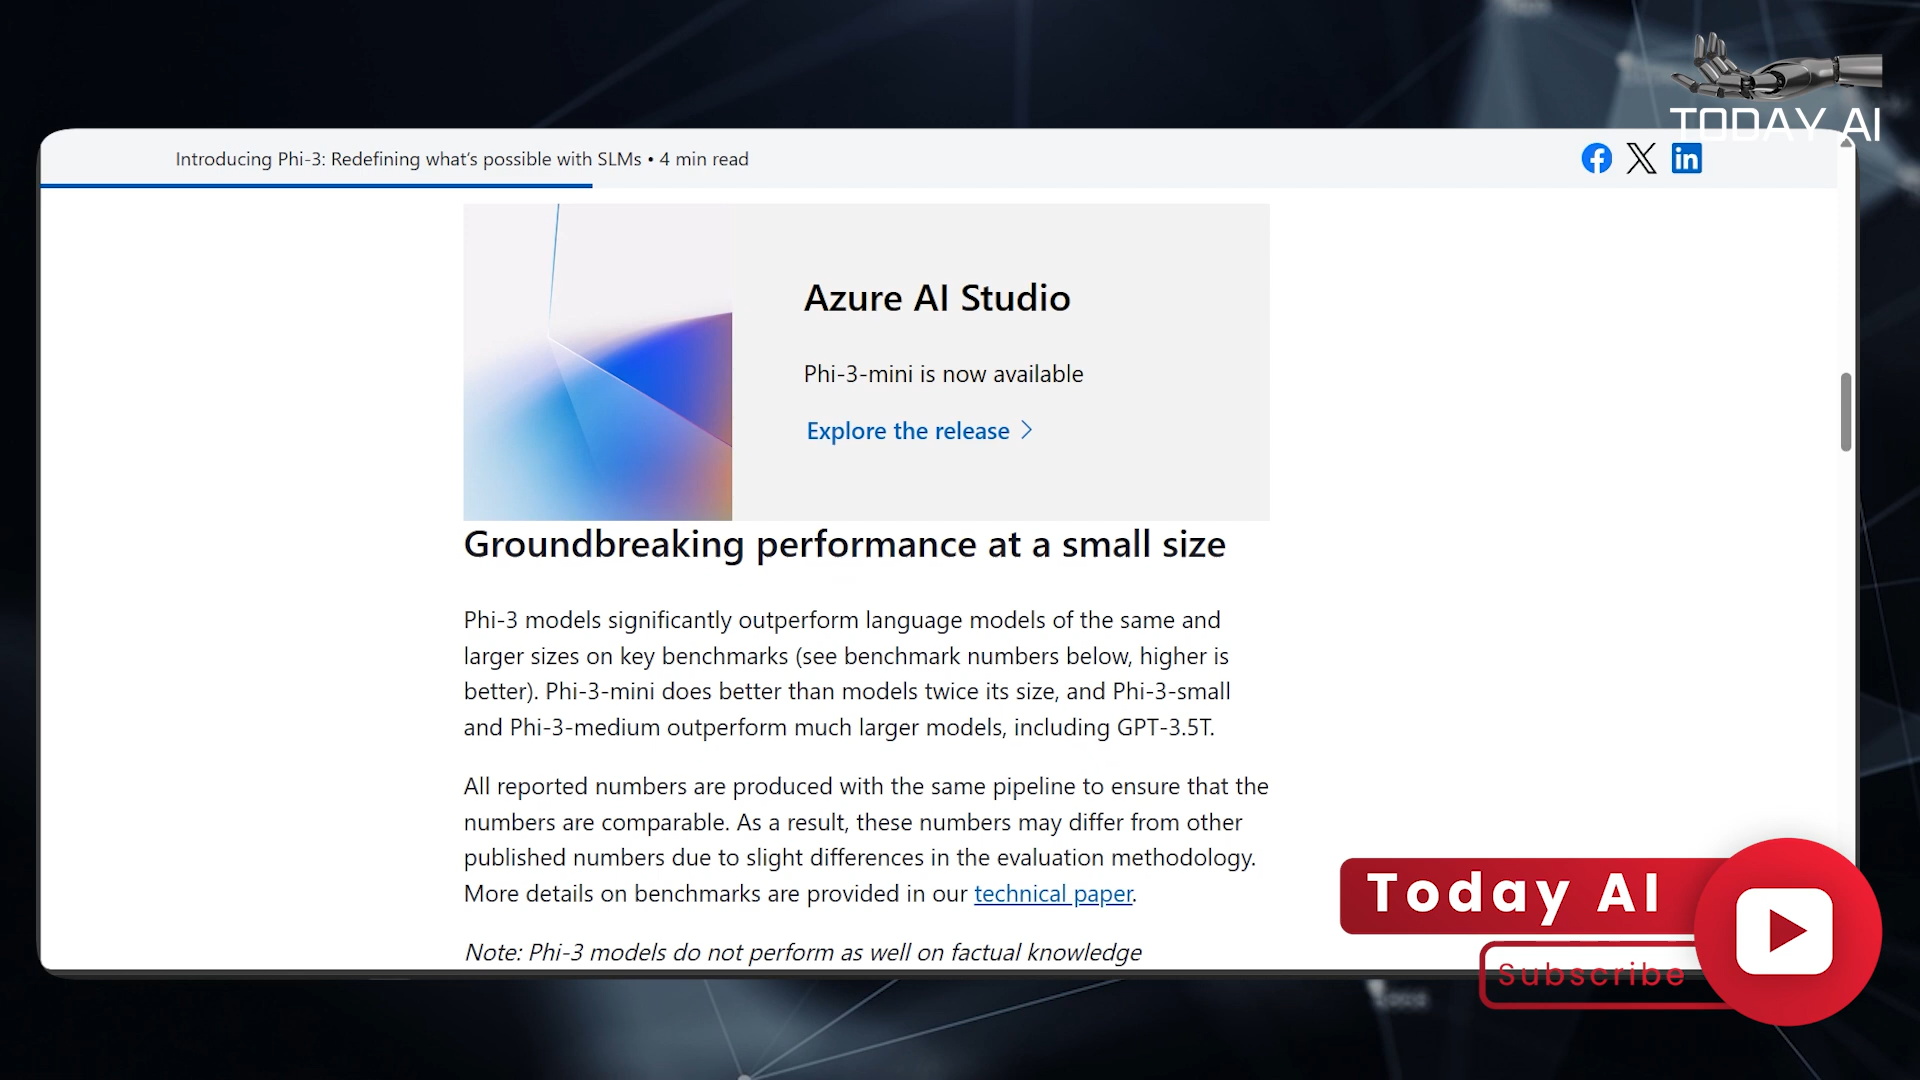 TODAY AI
Introducing Phi-3: Redefining what's possible with SLMs • 4 min read
Azure AI Studio
Phi-3-mini is now available
Explore the release
Groundbreaking performance at a small size
Phi-3 models significantly outperform language models of the same and
larger sizes on key benchmarks (see benchmark numbers below, higher is
better). Phi-3-mini does better than models twice its size, and Phi-3-small
and Phi-3-medium outperform much larger models, including GPT-3.5T.
All reported numbers are produced with the same pipeline to ensure that the
numbers are comparable. As a result, these numbers may differ from other
published numbers due to slight differences in the evaluation methodology.
More details on benchmarks are provided in our technical paper.
Note: Phi-3 models do not perform as well on factual knowledge
Today AI
Subscribe